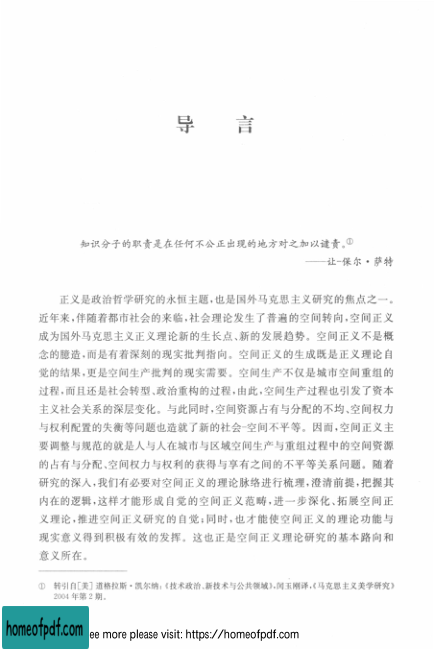 导 言
知识分子的职责是在任何不公正出现的地方对之加以谴责。①
——让-保尔·萨特
正义是政治哲学研究的永恒主题,也是国外马克思主义研究的焦点之一。
近年来,伴随着都市社会的来临,社会理论发生了普遍的空间转向,空间正义
成为国外马克思主义正义理论新的生长点、新的发展趋势。空间正义不是概
念的臆造,而是有着深刻的现实批判指向。空间正义的生成既是正义理论自
觉的结果,更是空间生产批判的现实需要。空间生产不仅是城市空间重组的
过程,而且还是社会转型、政治重构的过程,由此,空间生产过程也引发了资本
主义社会关系的深层变化。与此同时,空间资源占有与分配的不均、空间权力
与权利配置的失衡等问题也造就了新的社会-空间不平等。因而,空间正义主
要调整与规范的就是人与人在城市与区域空间生产与重组过程中的空间资源
的占有与分配、空间权力与权利的获得与享有之间的不平等关系问题。随着
研究的深入,我们有必要对空间正义的理论脉络进行梳理,澄清前提,把握其
内在的逻辑,这样才能形成自觉的空间正义范畴,进一步深化、拓展空间正
义理论,推进空间正义研究的自觉;同时,也才能使空间正义的理论功能与
现实意义得到积极有效的发挥。这也正是空间正义理论研究的基本路向和
意义所在。
① 转引自[美]道格拉斯·凯尔纳:《技术政治、新技术与公共领域》,闵玉刚译,《马克思主义美学研究》
2004年第2期。
homeofpdf.com
ee more please visit: https://homeofpdf.com